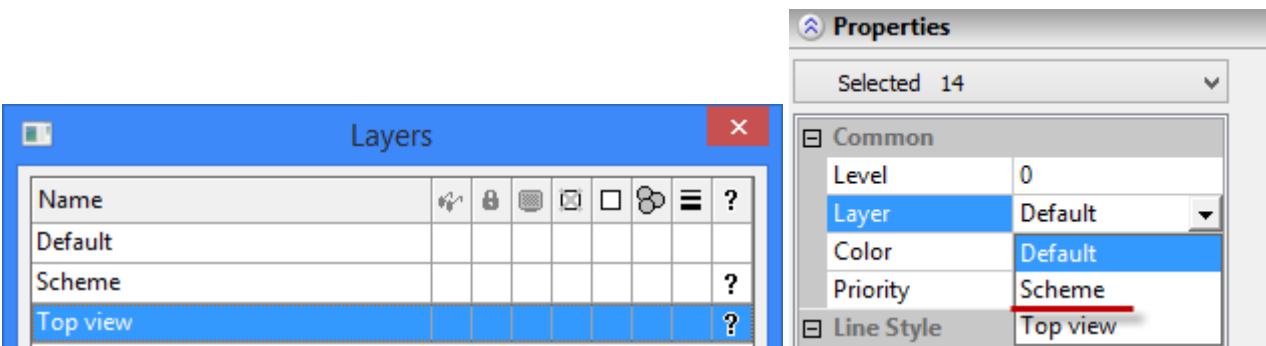 Layers
Name ?
Default
Scheme ?
Top view ?
Properties
Selected 14
Common
Level 0
Layer Default
Color Default
Priority Scheme
Line Style Top view